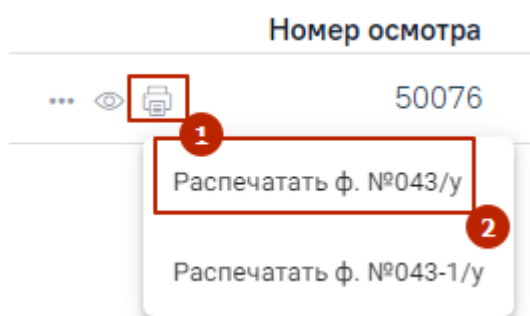 Номер осмотра
50076
1
Распечатать ф. №043/у
2
Распечатать ф. №043-1/у